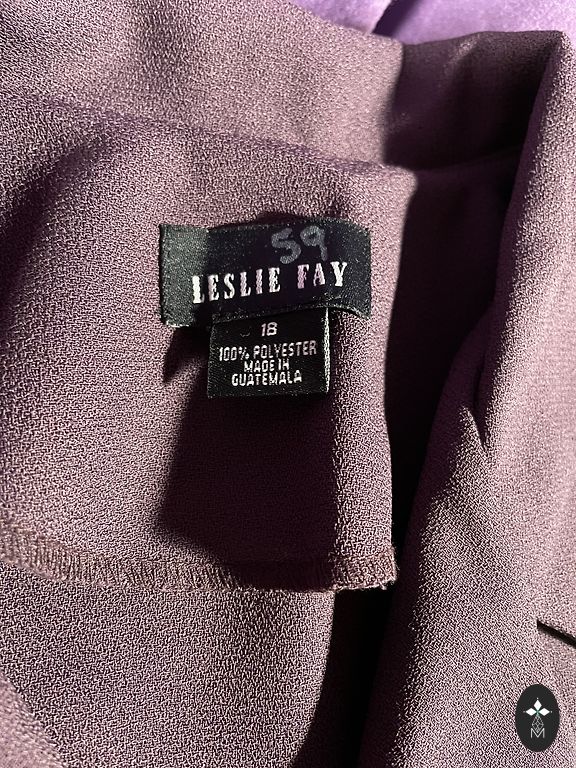 59
LESLIE FAY
18
100% POLYESTER
MADE IN
GUATEMALA
M